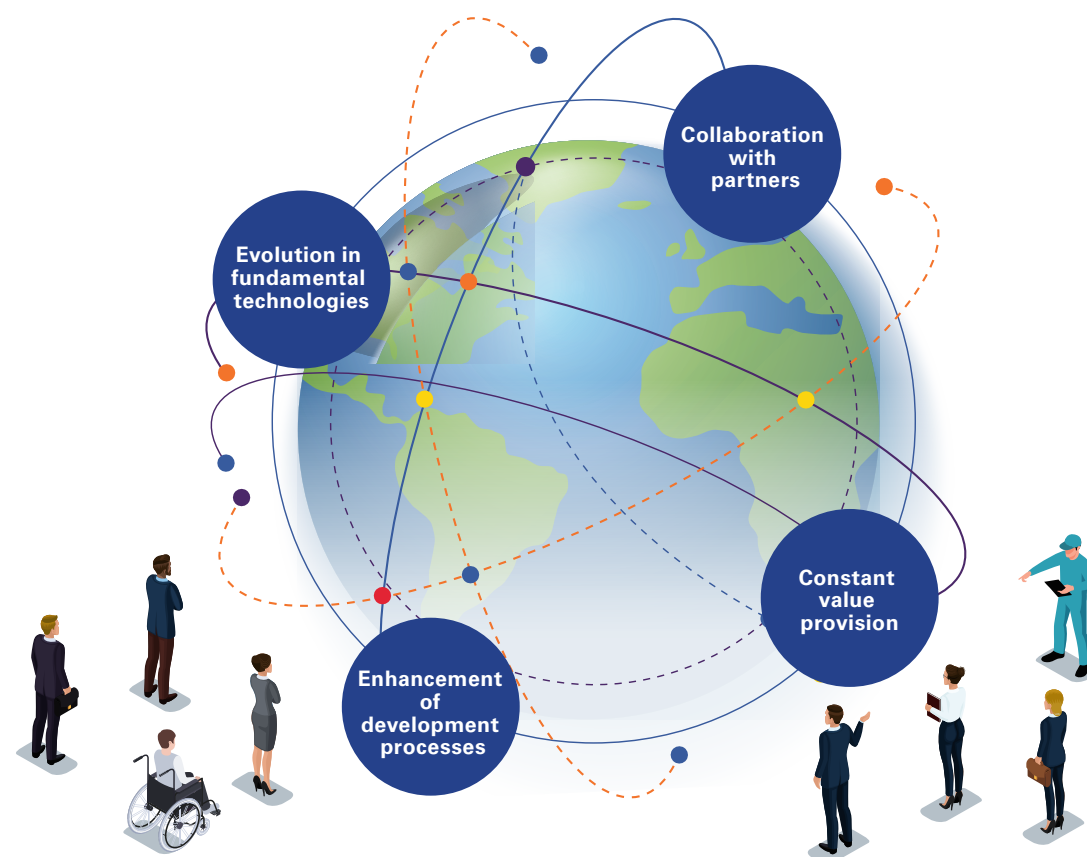 Collaboration
with
partners
Evolution in
fundamental
technologies
Constant
value
provision
Enhancement
of
development
processes